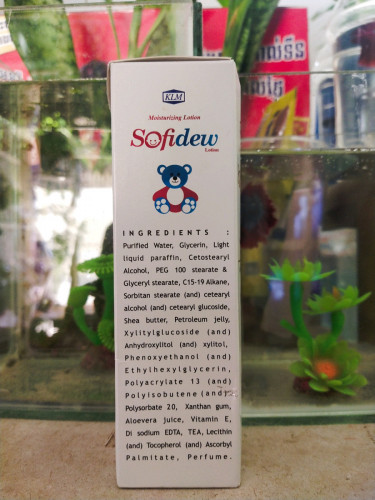 KLM
Moisturizing Lotion
Sofidew
Lotion
INGREDIENTS :
Purified Water, Glycerin, Light
liquid paraffin, Cetostearyl
Alcohol, PEG 100 stearate &
Glyceryl stearate, C15-19 Alkane,
Sorbitan stearate (and) cetearyl
alcohol (and) cetearyl glucoside,
Shea butter, Petroleum jelly,
Xylitylglucoside (and)
Anhydroxylitol (and) xylitol,
Phenoxyethanol (and)
Ethylhexylglycerin,
Polyacrylate 13 (and)
Polyisobutene (and)
Polysorbate 20, Xanthan gum,
Aloevera juice, Vitamin E,
Di sodium EDTA, TEA, Lecithin
(and) Tocopherol (and) Ascorbyl
Palmitate, Perfume.